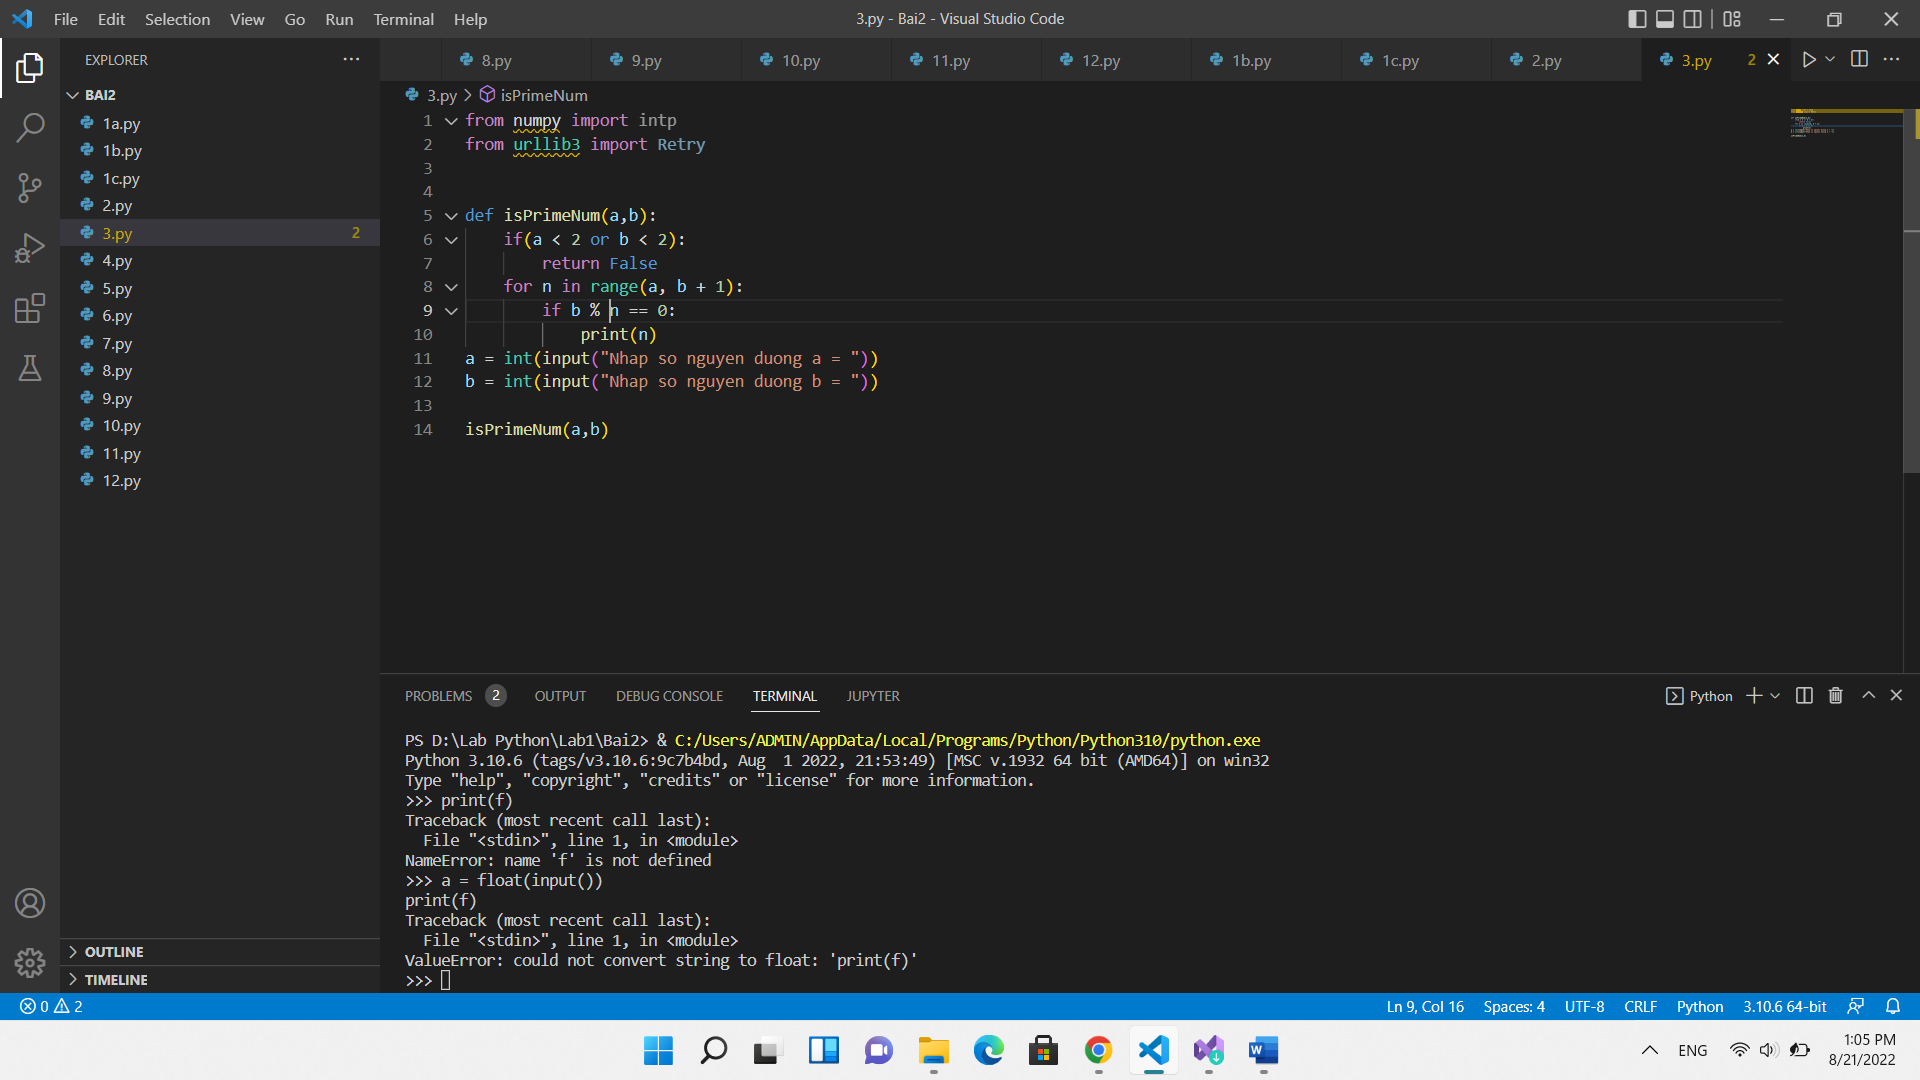 File Edit Selection View Go Run Terminal Help
3.py - Bai2 - Visual Studio Code
EXPLORER
8.py 9.py 10.py 11.py 12.py 1b.py 1c.py 2.py 3.py 2
BAI2
1a.py
1b.py
1c.py
2.py
3.py 2
4.py
5.py
6.py
7.py
8.py
9.py
10.py
11.py
12.py
OUTLINE
TIMELINE
3.py > isPrimeNum
1 from numpy import intp
2 from urllib3 import Retry
3
4
5 def isPrimeNum(a,b):
6 if(a < 2 or b < 2):
7 return False
8 for n in range(a, b + 1):
9 if b % n == 0:
10 print(n)
11 a = int(input("Nhap so nguyen duong a = "))
12 b = int(input("Nhap so nguyen duong b = "))
13
14 isPrimeNum(a,b)
PROBLEMS 2 OUTPUT DEBUG CONSOLE TERMINAL JUPYTER
Python
PS D:\Lab Python\Lab1\Bai2> & C:/Users/ADMIN/AppData/Local/Programs/Python/Python310/python.exe
Python 3.10.6 (tags/v3.10.6:9c7b4bd, Aug  1 2022, 21:53:49) [MSC v.1932 64 bit (AMD64)] on win32
Type "help", "copyright", "credits" or "license" for more information.
>>> print(f)
Traceback (most recent call last):
  File "<stdin>", line 1, in <module>
NameError: name 'f' is not defined
>>> a = float(input())
print(f)
Traceback (most recent call last):
  File "<stdin>", line 1, in <module>
ValueError: could not convert string to float: 'print(f)'
>>>
0 2
Ln 9, Col 16 Spaces: 4 UTF-8 CRLF Python 3.10.6 64-bit
ENG
1:05 PM
8/21/2022